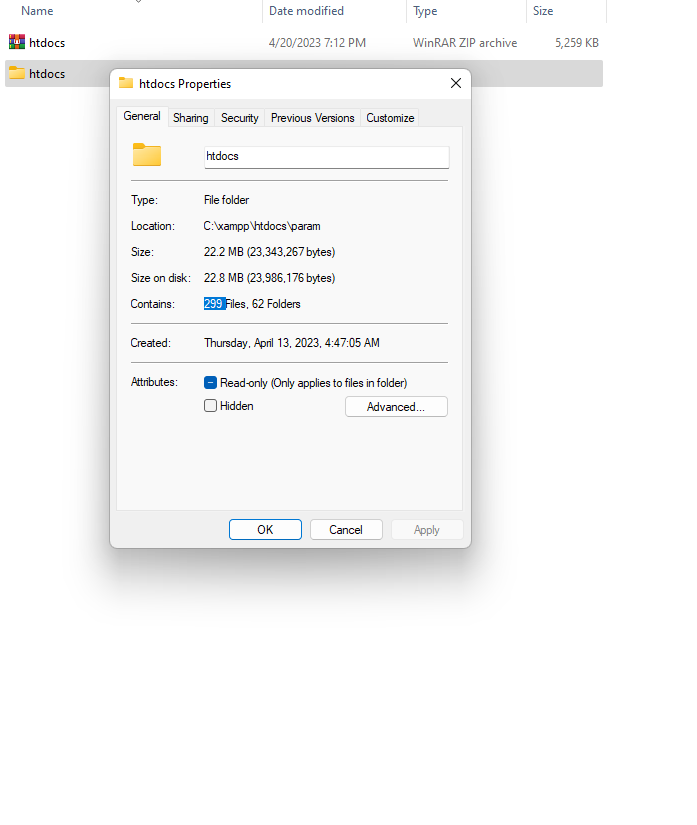 Name Date modified Type Size
htdocs 4/20/2023 7:12 PM WinRAR ZIP archive 5,259 KB
htdocs
htdocs Properties
General Sharing Security Previous Versions Customize
htdocs
Type: File folder
Location: C:\xampp\htdocs\param
Size: 22.2 MB (23,343,267 bytes)
Size on disk: 22.8 MB (23,986,176 bytes)
Contains: 299 Files, 62 Folders
Created: Thursday, April 13, 2023, 4:47:05 AM
Attributes: Read-only (Only applies to files in folder)
Hidden Advanced...
OK Cancel Apply